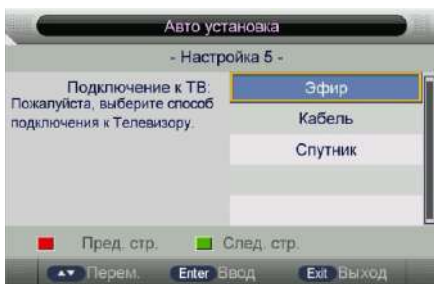 Авто установка
- Настройка 5 -
Подключение к ТВ:
Пожалуйста, выберите способ
подключения к Телевизору.
Эфир
Кабель
Спутник
Пред. стр. След. стр.
Перем. Enter Ввод Exit Выход